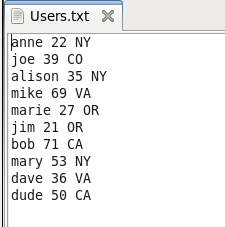 Users.txt
anne 22 NY
joe 39 CO
alison 35 NY
mike 69 VA
marie 27 OR
jim 21 OR
bob 71 CA
mary 53 NY
dave 36 VA
dude 50 CA